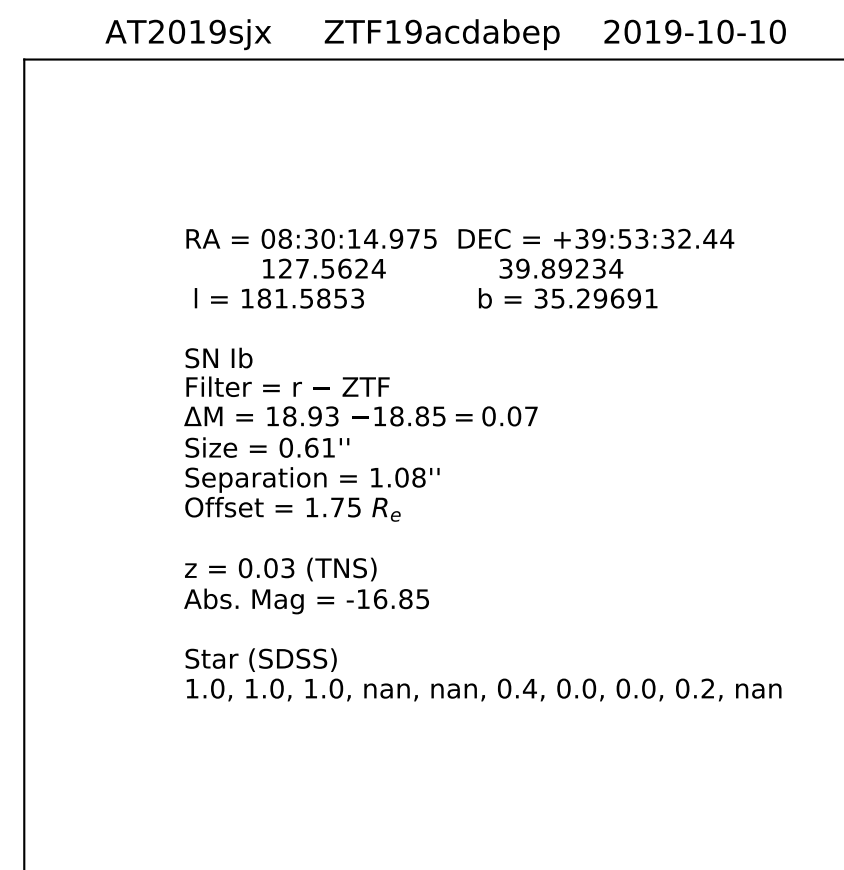 AT2019sjx ZTF19acdabep 2019-10-10
RA = 08:30:14.975 DEC = +39:53:32.44
127.5624 39.89234
l = 181.5853 b = 35.29691
SN Ib
Filter = r − ZTF
ΔM = 18.93 −18.85 = 0.07
Size = 0.61''
Separation = 1.08''
Offset = 1.75 Re
z = 0.03 (TNS)
Abs. Mag = -16.85
Star (SDSS)
1.0, 1.0, 1.0, nan, nan, 0.4, 0.0, 0.0, 0.2, nan